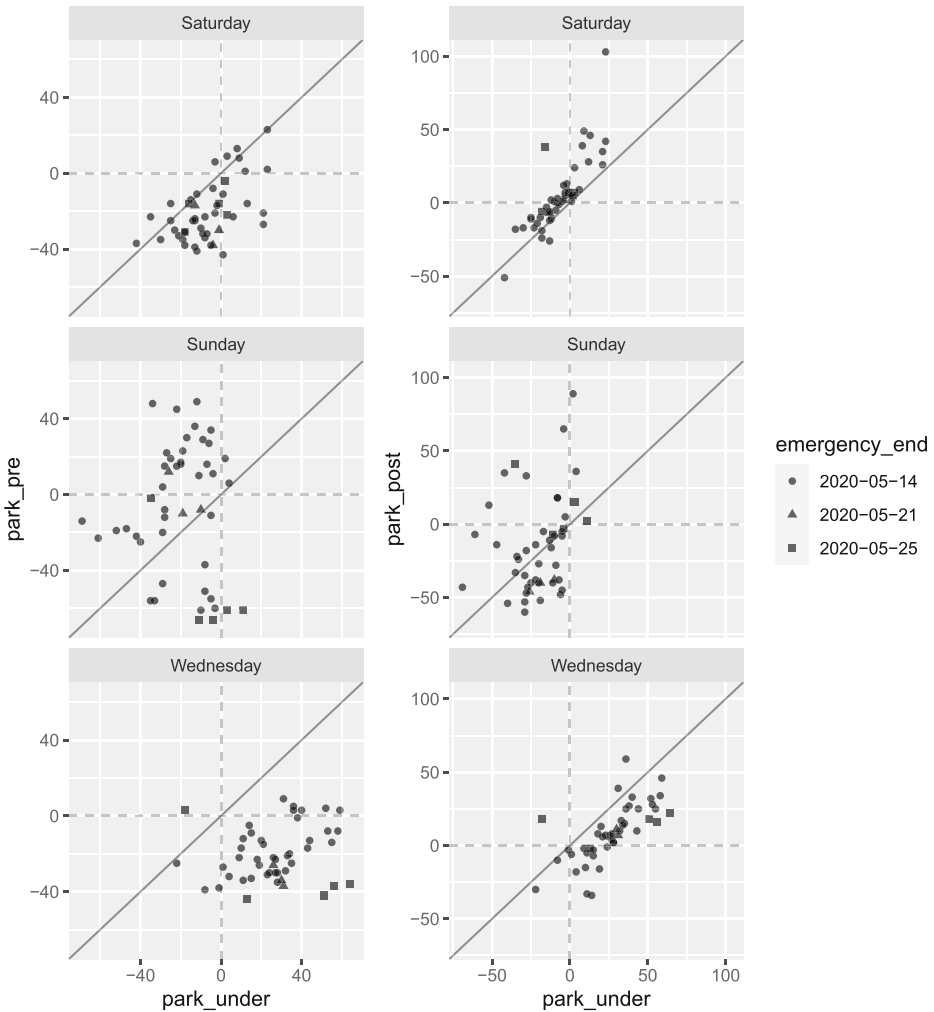 Saturday
Saturday
40
0
−40
100
50
0
−50
Sunday
Sunday
park_pre
40
0
−40
park_post
100
50
0
−50
emergency_end
2020−05−14
2020−05−21
2020−05−25
Wednesday
Wednesday
40
0
−40
100
50
0
−50
−40 0 40
−50 0 50 100
park_under
park_under